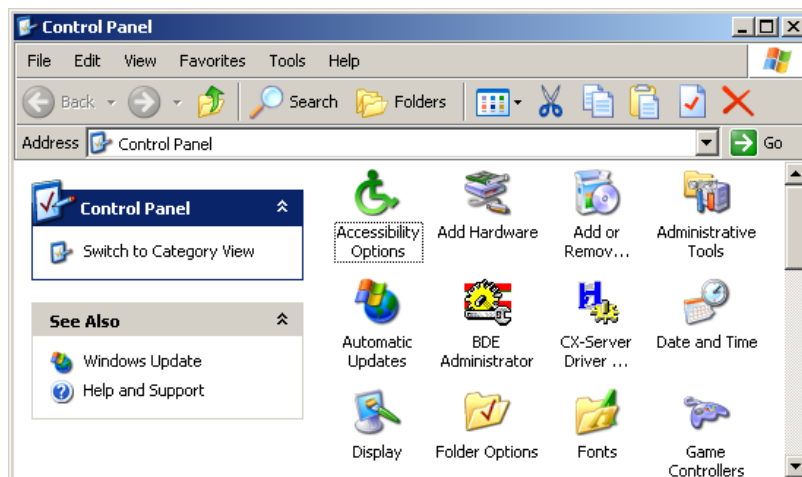 Control Panel
File Edit View Favorites Tools Help
Back Search Folders
Address Control Panel Go
Control Panel
Switch to Category View
See Also
Windows Update
Help and Support
Accessibility Options
Add Hardware
Add or Remov...
Administrative Tools
Automatic Updates
BDE Administrator
CX-Server Driver ...
Date and Time
Display
Folder Options
Fonts
Game Controllers